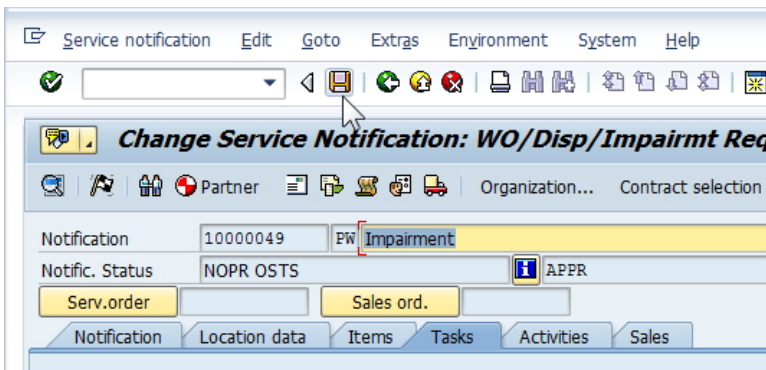 Service notification Edit Goto Extras Environment System Help
Change Service Notification: WO/Disp/Impairmt Req
Partner Organization... Contract selection
Notification 10000049 PW Impairment
Notific. Status NOPR OSTS APPR
Serv.order Sales ord.
Notification Location data Items Tasks Activities Sales